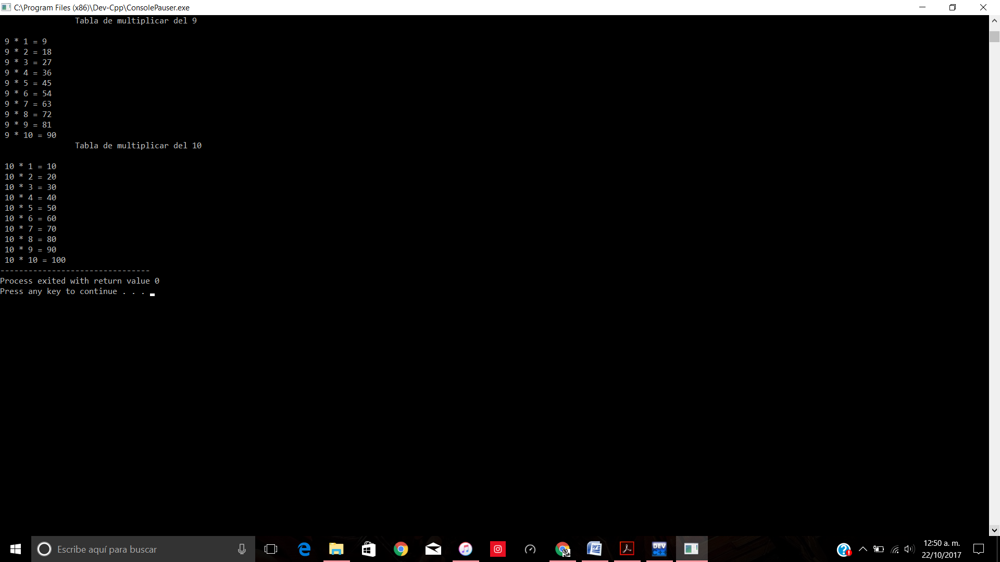 C:\Program Files (x86)\Dev-Cpp\ConsolePauser.exe
Tabla de multiplicar del 9
9 * 1 = 9
9 * 2 = 18
9 * 3 = 27
9 * 4 = 36
9 * 5 = 45
9 * 6 = 54
9 * 7 = 63
9 * 8 = 72
9 * 9 = 81
9 * 10 = 90
Tabla de multiplicar del 10
10 * 1 = 10
10 * 2 = 20
10 * 3 = 30
10 * 4 = 40
10 * 5 = 50
10 * 6 = 60
10 * 7 = 70
10 * 8 = 80
10 * 9 = 90
10 * 10 = 100
--------------------------------
Process exited with return value 0
Press any key to continue . . .
Escribe aquí para buscar
DEV C++
12:50 a. m.
22/10/2017